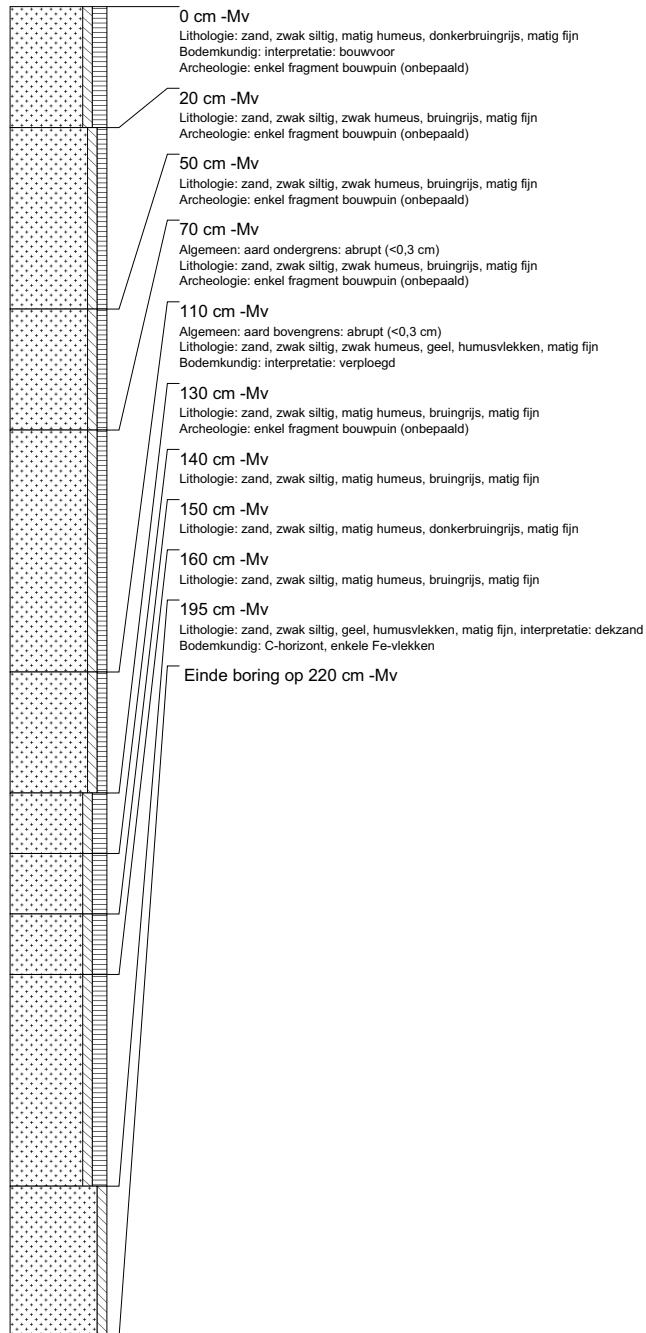 0 cm -Mv
Lithologie: zand, zwak siltig, matig humeus, donkerbruingrijs, matig fijn
Bodemkundig: interpretatie: bouwvoor
Archeologie: enkel fragment bouwpuin (onbepaald)
20 cm -Mv
Lithologie: zand, zwak siltig, zwak humeus, bruingrijs, matig fijn
Archeologie: enkel fragment bouwpuin (onbepaald)
50 cm -Mv
Lithologie: zand, zwak siltig, zwak humeus, bruingrijs, matig fijn
Archeologie: enkel fragment bouwpuin (onbepaald)
70 cm -Mv
Algemeen: aard ondergrens: abrupt (<0,3 cm)
Lithologie: zand, zwak siltig, zwak humeus, bruingrijs, matig fijn
Archeologie: enkel fragment bouwpuin (onbepaald)
110 cm -Mv
Algemeen: aard bovengrens: abrupt (<0,3 cm)
Lithologie: zand, zwak siltig, zwak humeus, geel, humusvlekken, matig fijn
Bodemkundig: interpretatie: verploegd
130 cm -Mv
Lithologie: zand, zwak siltig, matig humeus, bruingrijs, matig fijn
Archeologie: enkel fragment bouwpuin (onbepaald)
140 cm -Mv
Lithologie: zand, zwak siltig, matig humeus, bruingrijs, matig fijn
150 cm -Mv
Lithologie: zand, zwak siltig, matig humeus, donkerbruingrijs, matig fijn
160 cm -Mv
Lithologie: zand, zwak siltig, matig humeus, bruingrijs, matig fijn
195 cm -Mv
Lithologie: zand, zwak siltig, geel, humusvlekken, matig fijn, interpretatie: dekzand
Bodemkundig: C-horizont, enkele Fe-vlekken
Einde boring op 220 cm -Mv